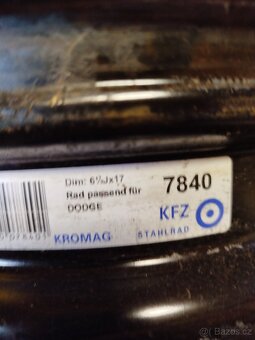 Dim: 6½Jx17
Rad passend für
DODGE
7840
KFZ
KROMAG
STAHLRAD
Bazos.cz